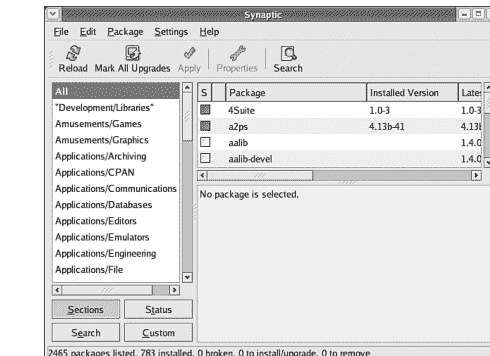 Synaptic
File Edit Package Settings Help
Reload Mark All Upgrades Apply Properties Search
All
"Development/Libraries"
Amusements/Games
Amusements/Graphics
Applications/Archiving
Applications/CPAN
Applications/Communications
Applications/Databases
Applications/Editors
Applications/Emulators
Applications/Engineering
Applications/File
Sections Status
Search Custom
S Package Installed Version Lates
4Suite 1.0-3 1.0-3
a2ps 4.13b-41 4.13b
aalib 1.4.0
aalib-devel 1.4.0
No package is selected.
2465 packages listed, 783 installed, 0 broken. 0 to install/upgrade, 0 to remove